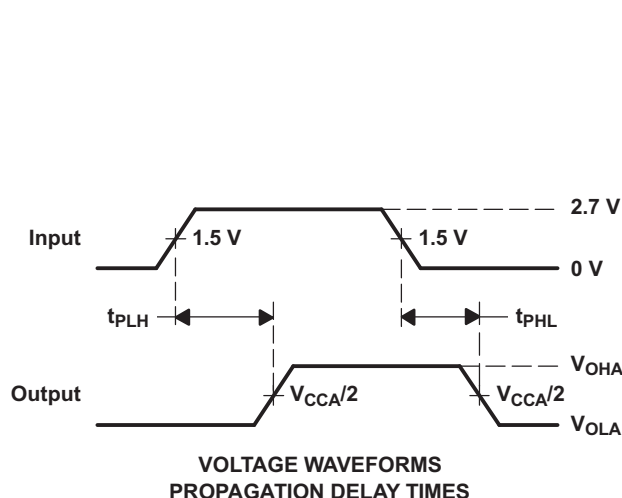 2.7 V
Input
1.5 V
1.5 V
0 V
tPLH
tPHL
VOHA
Output
VCCA/2
VCCA/2
VOLA
VOLTAGE WAVEFORMS
PROPAGATION DELAY TIMES